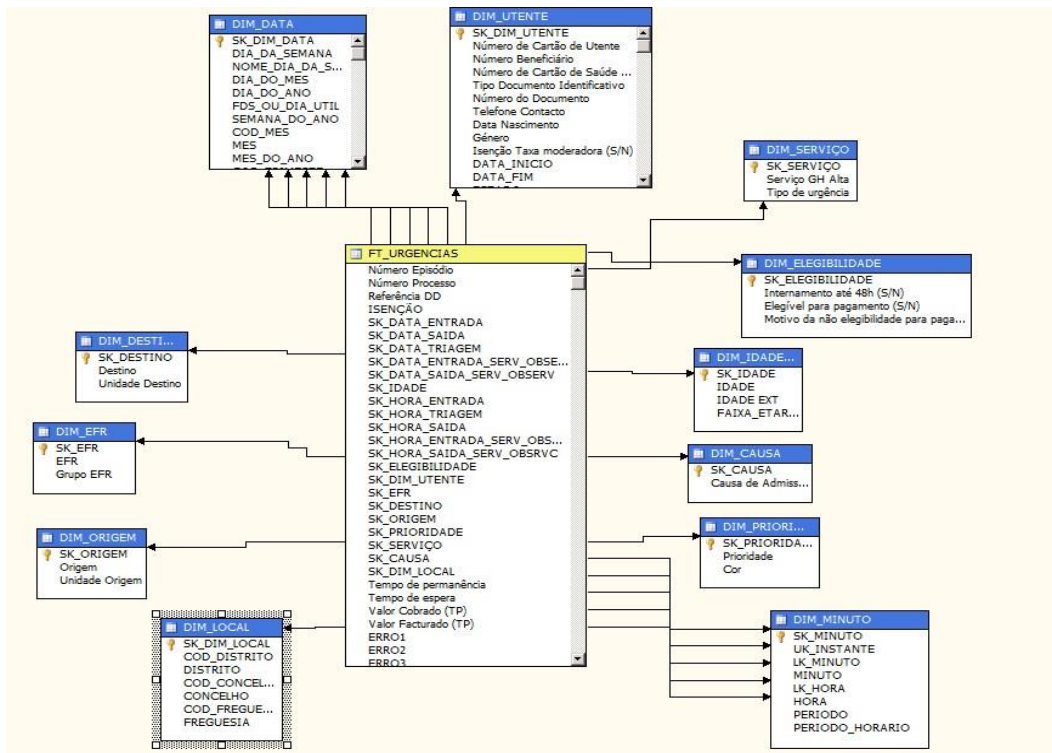 DIM_DATA
SK_DIM_DATA
DIA_DA_SEMANA
NOME_DIA_DA_S...
DIA_DO_MES
DIA_DO_ANO
FDS_OU_DIA_UTIL
SEMANA_DO_ANO
COD_MES
MES
MES_DO_ANO
DIM_UTENTE
SK_DIM_UTENTE
Número de Cartão de Utente
Número Beneficiário
Número de Cartão de Saúde ...
Tipo Documento Identificativo
Número do Documento
Telefone Contacto
Data Nascimento
Género
Isenção Taxa moderadora (S/N)
DATA_INICIO
DATA_FIM
DIM_SERVIÇO
SK_SERVIÇO
Serviço GH Alta
Tipo de urgência
FT_URGENCIAS
Número Episódio
Número Processo
Referência DD
ISENÇÃO
SK_DATA_ENTRADA
SK_DATA_SAIDA
SK_DATA_TRIAGEM
SK_DATA_ENTRADA_SERV_OBSE...
SK_DATA_SAIDA_SERV_OBSERV
SK_IDADE
SK_HORA_ENTRADA
SK_HORA_TRIAGEM
SK_HORA_SAIDA
SK_HORA_ENTRADA_SERV_OBS...
SK_HORA_SAIDA_SERV_OBSRVC
SK_ELEGIBILIDADE
SK_DIM_UTENTE
SK_EFR
SK_DESTINO
SK_ORIGEM
SK_PRIORIDADE
SK_SERVIÇO
SK_CAUSA
SK_DIM_LOCAL
Tempo de permanência
Tempo de espera
Valor Cobrado (TP)
Valor Facturado (TP)
ERRO1
ERRO2
ERRO3
DIM_ELEGIBILIDADE
SK_ELEGIBILIDADE
Internamento até 48h (S/N)
Elegível para pagamento (S/N)
Motivo da não elegibilidade para paga...
DIM_DESTI...
SK_DESTINO
Destino
Unidade Destino
DIM_IDADE...
SK_IDADE
IDADE
IDADE EXT
FAIXA_ETAR...
DIM_EFR
SK_EFR
EFR
Grupo EFR
DIM_CAUSA
SK_CAUSA
Causa de Admiss...
DIM_ORIGEM
SK_ORIGEM
Origem
Unidade Origem
DIM_PRIORI...
SK_PRIORIDA...
Prioridade
Cor
DIM_LOCAL
SK_DIM_LOCAL
COD_DISTRITO
DISTRITO
COD_CONCEL...
CONCELHO
COD_FREGUE...
FREGUESIA
DIM_MINUTO
SK_MINUTO
UK_INSTANTE
LK_MINUTO
MINUTO
LK_HORA
HORA
PERIODO
PERIODO_HORARIO